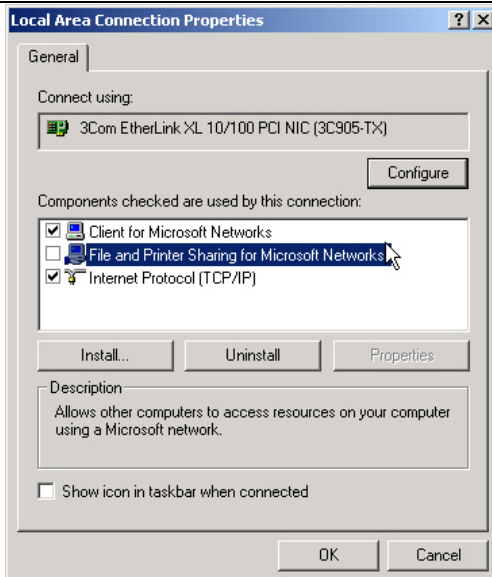 Local Area Connection Properties
General
Connect using:
3Com EtherLink XL 10/100 PCI NIC (3C905-TX)
Configure
Components checked are used by this connection:
Client for Microsoft Networks
File and Printer Sharing for Microsoft Networks
Internet Protocol (TCP/IP)
Install... Uninstall Properties
Description
Allows other computers to access resources on your computer
using a Microsoft network.
Show icon in taskbar when connected
OK Cancel